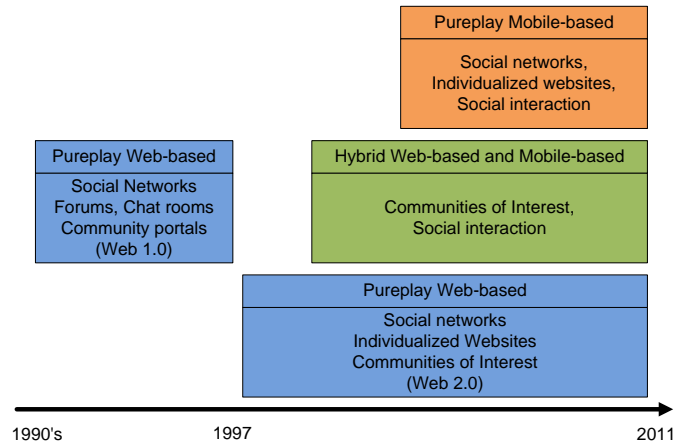 Pureplay Mobile-based
Social networks,
Individualized websites,
Social interaction
Pureplay Web-based
Social Networks
Forums, Chat rooms
Community portals
(Web 1.0)
Hybrid Web-based and Mobile-based
Communities of Interest,
Social interaction
Pureplay Web-based
Social networks
Individualized Websites
Communities of Interest
(Web 2.0)
1990's
1997
2011